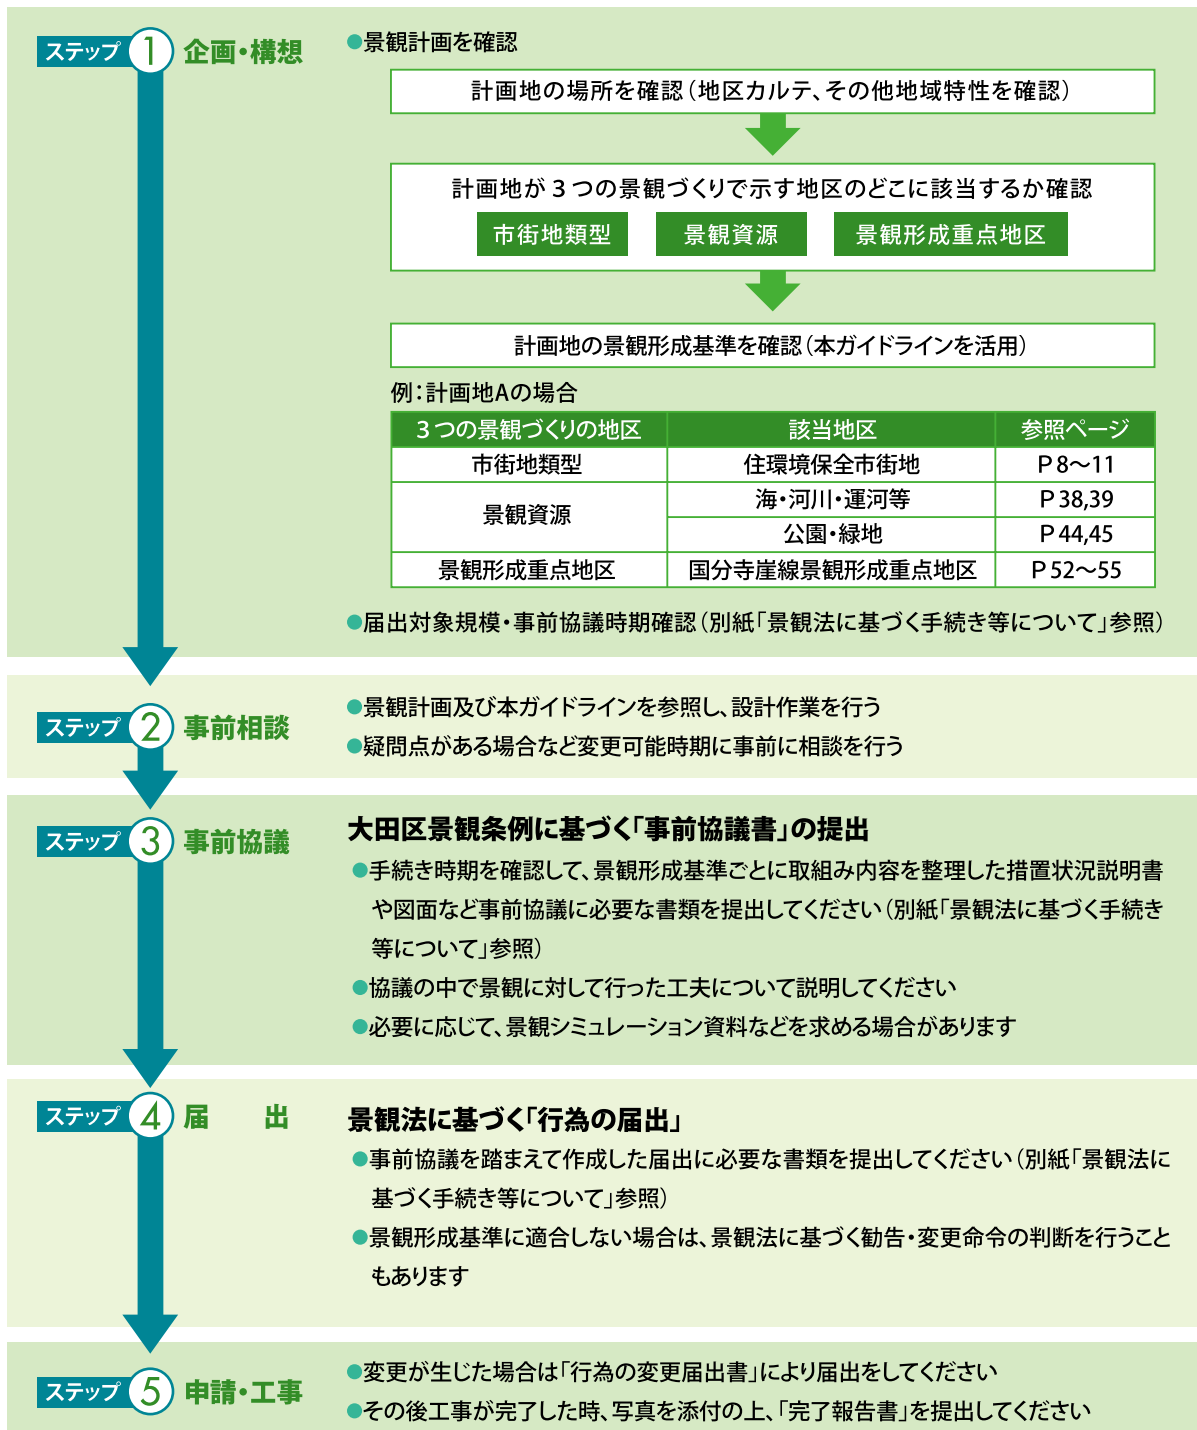 ステップ 1 企画・構想
●景観計画を確認
計画地の場所を確認（地区カルテ、その他地域特性を確認）
計画地が３つの景観づくりで示す地区のどこに該当するか確認
市街地類型 景観資源 景観形成重点地区
計画地の景観形成基準を確認（本ガイドラインを活用）
例：計画地Aの場合
３つの景観づくりの地区 該当地区 参照ページ
市街地類型 住環境保全市街地 P8～11
景観資源 海・河川・運河等 P38,39
公園・緑地 P44,45
景観形成重点地区 国分寺崖線景観形成重点地区 P52～55
●届出対象規模・事前協議時期確認（別紙「景観法に基づく手続き等について」参照）
ステップ 2 事前相談
●景観計画及び本ガイドラインを参照し、設計作業を行う
●疑問点がある場合など変更可能時期に事前に相談を行う
ステップ 3 事前協議
大田区景観条例に基づく「事前協議書」の提出
●手続き時期を確認して、景観形成基準ごとに取組み内容を整理した措置状況説明書
や図面など事前協議に必要な書類を提出してください（別紙「景観法に基づく手続き
等について」参照）
●協議の中で景観に対して行った工夫について説明してください
●必要に応じて、景観シミュレーション資料などを求める場合があります
ステップ 4 届　　出
景観法に基づく「行為の届出」
●事前協議を踏まえて作成した届出に必要な書類を提出してください（別紙「景観法に
基づく手続き等について」参照）
●景観形成基準に適合しない場合は、景観法に基づく勧告・変更命令の判断を行うこと
もあります
ステップ 5 申請・工事
●変更が生じた場合は「行為の変更届出書」により届出をしてください
●その後工事が完了した時、写真を添付の上、「完了報告書」を提出してください